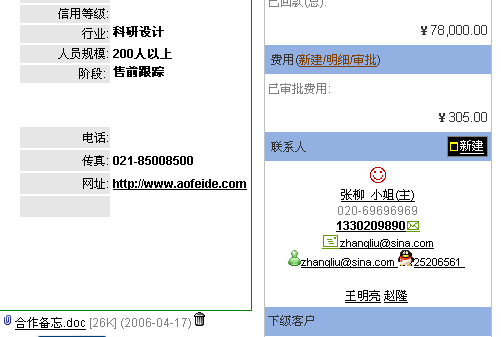 信用等级:
行业: 科研设计
人员规模: 200人以上
阶段: 售前跟踪
电话:
传真: 021-85008500
网址: http://www.aofeide.com
合作备忘.doc [26K] (2006-04-17)
已回款(总):
¥ 78,000.00
费用(新建/明细/审批)
已审批费用:
¥ 305.00
联系人 新建
张柳 小姐(主)
020-69696969
1330209890
zhangliu@sina.com
zhangliu@sina.com 25206561
王明亮 赵隆
下级客户